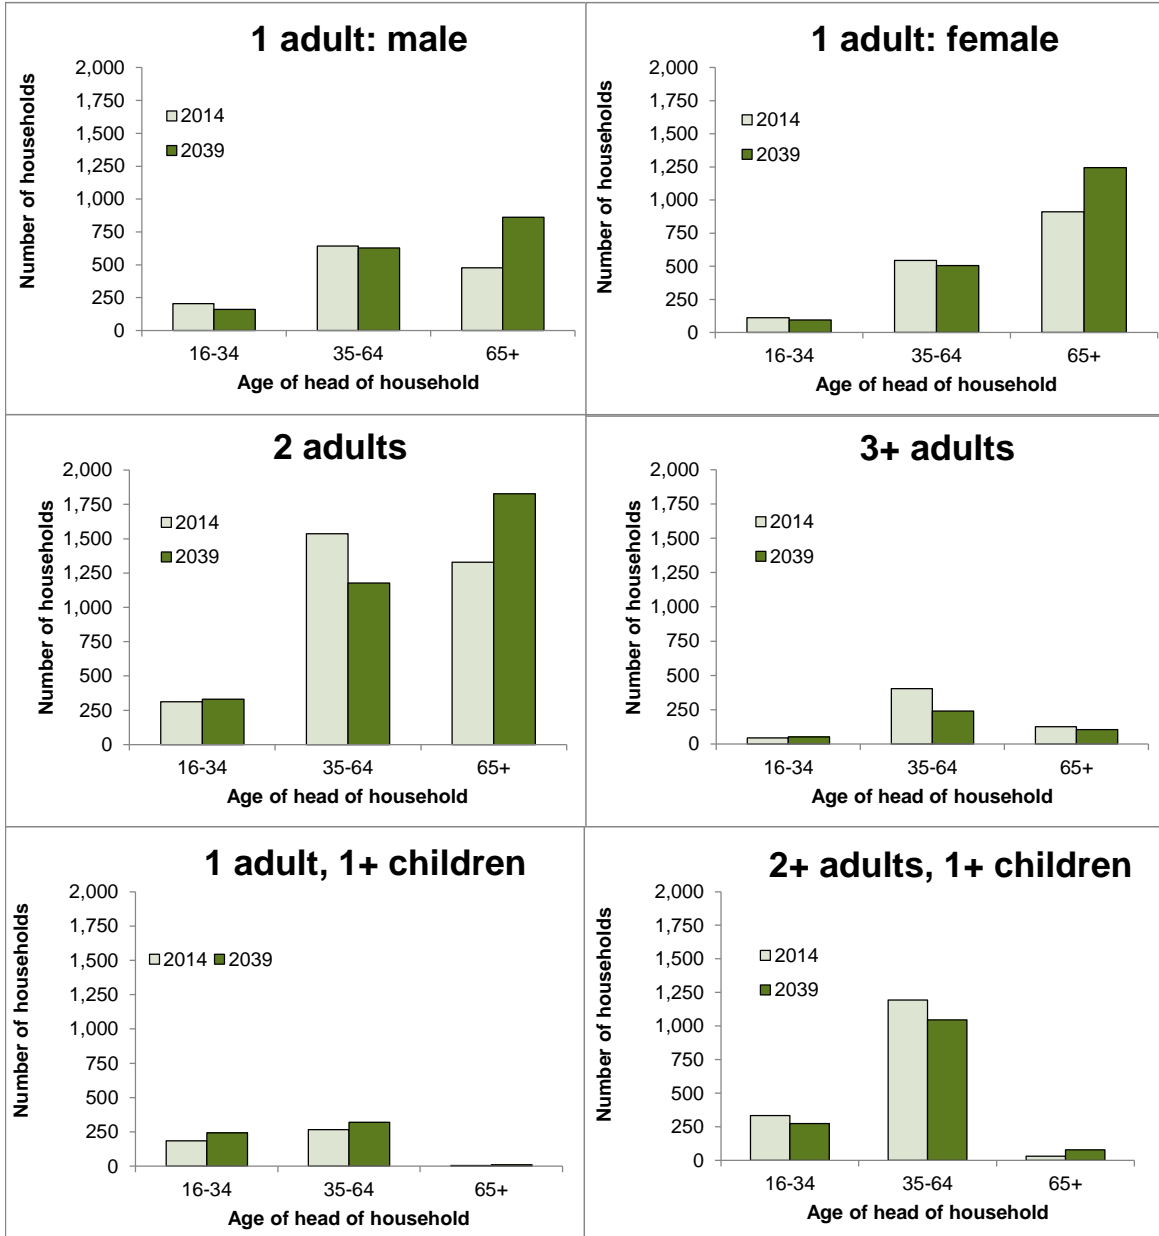 1 adult: male
Number of households
2,000
1,750
1,500
1,250
1,000
750
500
250
0
2014
2039
16-34 35-64 65+
Age of head of household
1 adult: female
Number of households
2,000
1,750
1,500
1,250
1,000
750
500
250
0
2014
2039
16-34 35-64 65+
Age of head of household
2 adults
Number of households
2,000
1,750
1,500
1,250
1,000
750
500
250
0
2014
2039
16-34 35-64 65+
Age of head of household
3+ adults
Number of households
2,000
1,750
1,500
1,250
1,000
750
500
250
0
2014
2039
16-34 35-64 65+
Age of head of household
1 adult, 1+ children
Number of households
2,000
1,750
1,500
1,250
1,000
750
500
250
0
2014 2039
16-34 35-64 65+
Age of head of household
2+ adults, 1+ children
Number of households
2,000
1,750
1,500
1,250
1,000
750
500
250
0
2014
2039
16-34 35-64 65+
Age of head of household